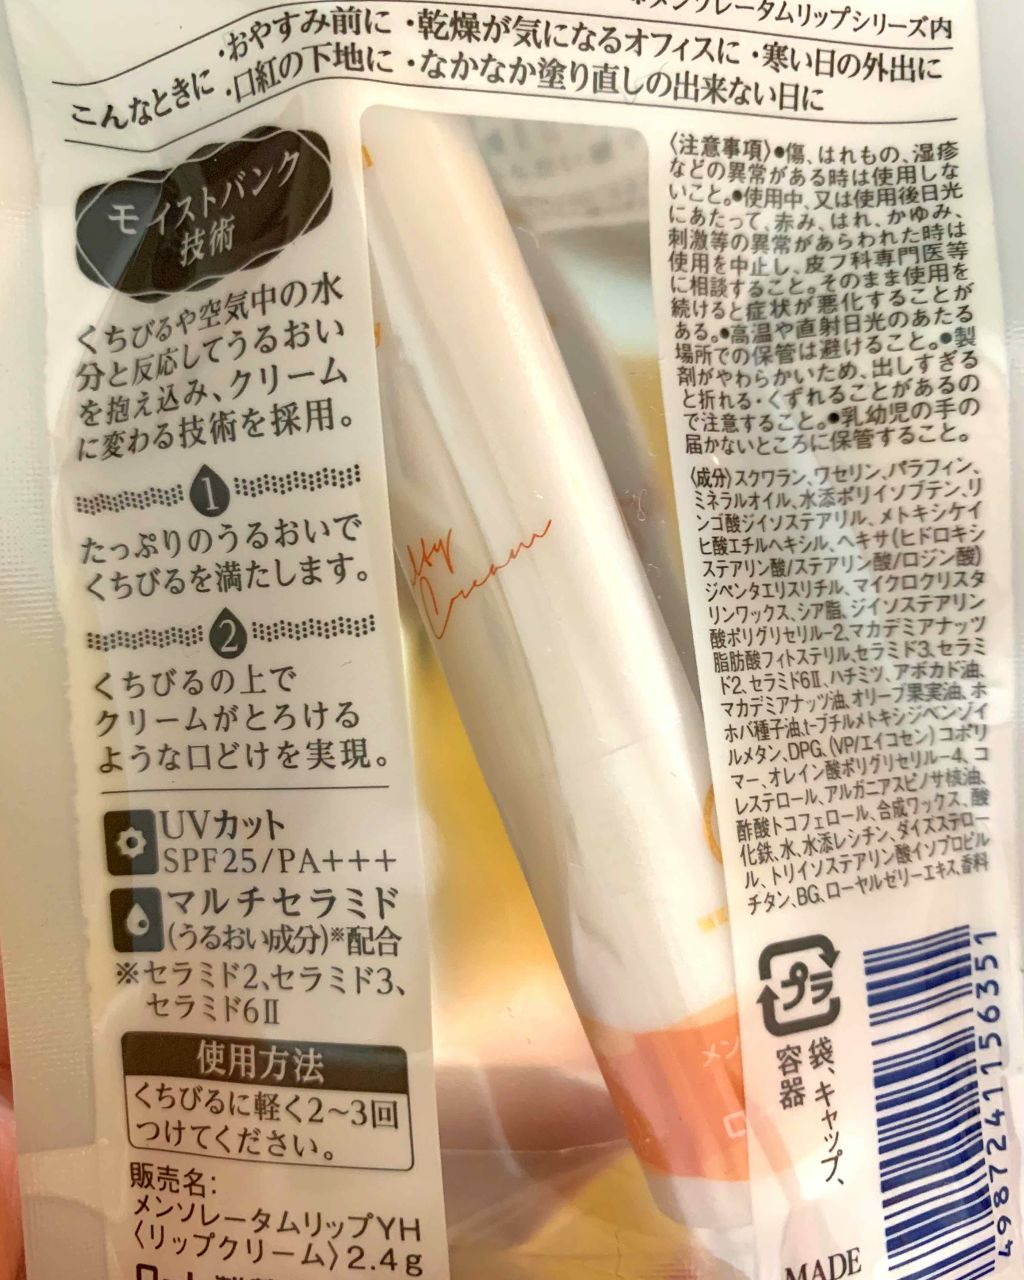 メンソレータムリップシリーズ内
こんなときに
・おやすみ前に ・乾燥が気になるオフィスに ・寒い日の外出に
・口紅の下地に ・なかなか塗り直しの出来ない日に
モイストバンク
技術
くちびるや空気中の水
分と反応してうるおい
を抱え込み、クリーム
に変わる技術を採用。
1
たっぷりのうるおいで
くちびるを満たします。
2
くちびるの上で
クリームがとろける
ような口どけを実現。
UVカット
SPF25/PA+++
マルチセラミド
(うるおい成分)※配合
※セラミド2、セラミド3、
セラミド6Ⅱ
使用方法
くちびるに軽く2〜3回
つけてください。
販売名:
メンソレータムリップYH
〈リップクリーム〉2.4g
Cream
メン
〈注意事項〉●傷、はれもの、湿疹
などの異常がある時は使用しな
いこと。●使用中、又は使用後日光
にあたって、赤み、はれ、かゆみ、
刺激等の異常があらわれた時は
使用を中止し、皮フ科専門医等
に相談すること。そのまま使用を
続けると症状が悪化することが
ある。●高温や直射日光のあたる
場所での保管は避けること。●製
剤がやわらかいため、出しすぎる
と折れる・くずれることがあるの
で注意すること。●乳幼児の手の
届かないところに保管すること。
〈成分〉スクワラン、ワセリン、パラフィン、
ミネラルオイル、水添ポリイソブテン、リ
ンゴ酸ジイソステアリル、メトキシケイ
ヒ酸エチルヘキシル、ヘキサ(ヒドロキシ
ステアリン酸/ステアリン酸/ロジン酸)
ジペンタエリスリチル、マイクロクリスタ
リンワックス、シア脂、ジイソステアリン
酸ポリグリセリル-2、マカデミアナッツ
脂肪酸フィトステリル、セラミド3、セラミ
ド2、セラミド6Ⅱ、ハチミツ、アボカド油、
マカデミアナッツ油、オリーブ果実油、ホ
ホバ種子油、t-ブチルメトキシジベンゾイ
ルメタン、DPG、(VP/エイコセン)コポリ
マー、オレイン酸ポリグリセリル-4、コ
レステロール、アルガニアスピノサ核油、
酢酸トコフェロール、合成ワックス、酸
化鉄、水、水添レシチン、ダイズステロー
ル、トリイソステアリン酸イソプロピル
チタン、BG、ローヤルゼリーエキス、香料
プラ
袋、キャップ、
容器
4987241156351
MADE